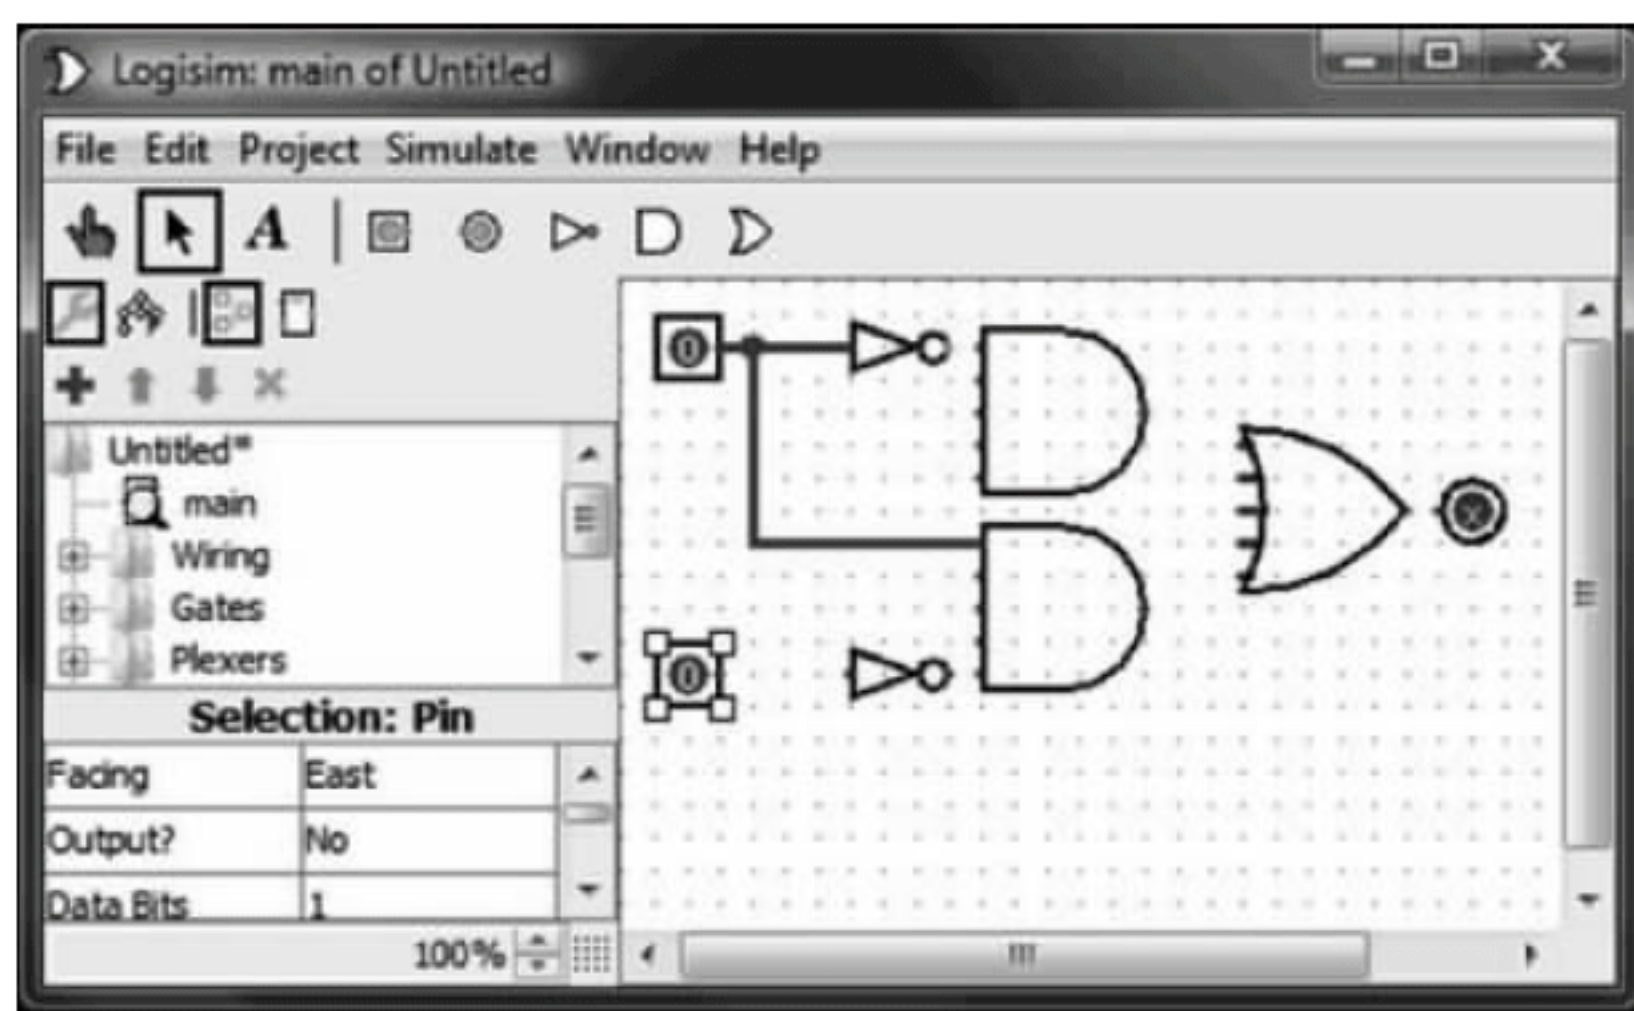 Logisim: main of Untitled
File Edit Project Simulate Window Help
A
Untitled*
main
Wiring
Gates
Plexers
Selection: Pin
Facing East
Output? No
Data Bits 1
100%
0
0
x